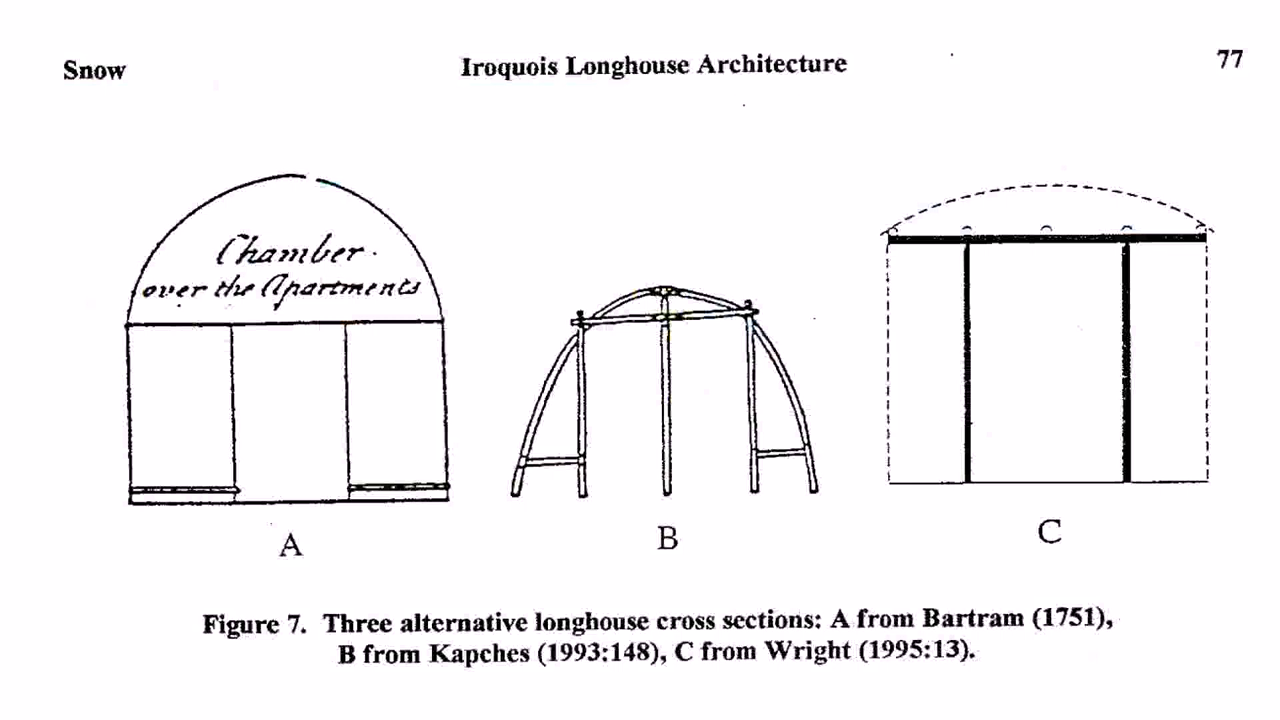 Snow Iroquois Longhouse Architecture 77
Chamber
over the Apartments
A B C
Figure 7. Three alternative longhouse cross sections: A from Bartram (1751),
B from Kapches (1993:148), C from Wright (1995:13).